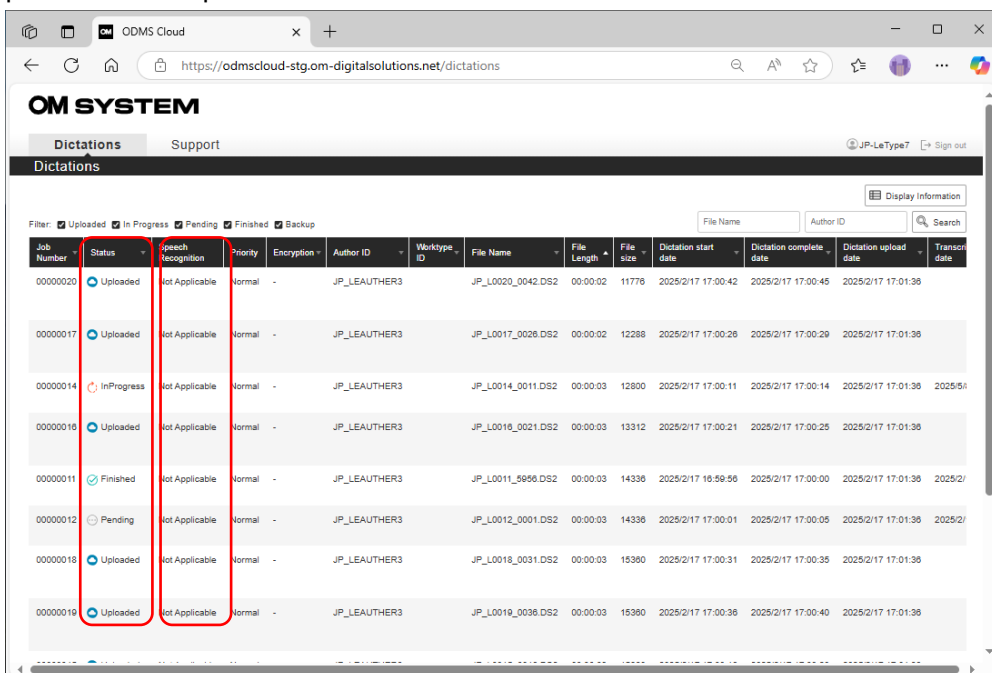 ODMS Cloud
https://odmscloud-stg.om-digitalsolutions.net/dictations
OM SYSTEM
Dictations Support JP-LeType7 Sign out
Dictations
Display Information
Filter: Uploaded In Progress Pending Finished Backup File Name Author ID Search
Job Number Status Speech Recognition Priority Encryption Author ID Worktype ID File Name File Length File size Dictation start date Dictation complete date Dictation upload date Transcri date
00000020 Uploaded Not Applicable Normal - JP_LEAUTHER3 JP_L0020_0042.DS2 00:00:02 11776 2025/2/17 17:00:42 2025/2/17 17:00:45 2025/2/17 17:01:36
00000017 Uploaded Not Applicable Normal - JP_LEAUTHER3 JP_L0017_0026.DS2 00:00:02 12288 2025/2/17 17:00:26 2025/2/17 17:00:29 2025/2/17 17:01:36
00000014 InProgress Not Applicable Normal - JP_LEAUTHER3 JP_L0014_0011.DS2 00:00:03 12800 2025/2/17 17:00:11 2025/2/17 17:00:14 2025/2/17 17:01:36 2025/5/
00000016 Uploaded Not Applicable Normal - JP_LEAUTHER3 JP_L0016_0021.DS2 00:00:03 13312 2025/2/17 17:00:21 2025/2/17 17:00:25 2025/2/17 17:01:36
00000011 Finished Not Applicable Normal - JP_LEAUTHER3 JP_L0011_5956.DS2 00:00:03 14336 2025/2/17 16:59:56 2025/2/17 17:00:00 2025/2/17 17:01:36 2025/2/
00000012 Pending Not Applicable Normal - JP_LEAUTHER3 JP_L0012_0001.DS2 00:00:03 14336 2025/2/17 17:00:01 2025/2/17 17:00:05 2025/2/17 17:01:36 2025/2/
00000018 Uploaded Not Applicable Normal - JP_LEAUTHER3 JP_L0018_0031.DS2 00:00:03 15360 2025/2/17 17:00:31 2025/2/17 17:00:35 2025/2/17 17:01:36
00000019 Uploaded Not Applicable Normal - JP_LEAUTHER3 JP_L0019_0036.DS2 00:00:03 15360 2025/2/17 17:00:36 2025/2/17 17:00:40 2025/2/17 17:01:36